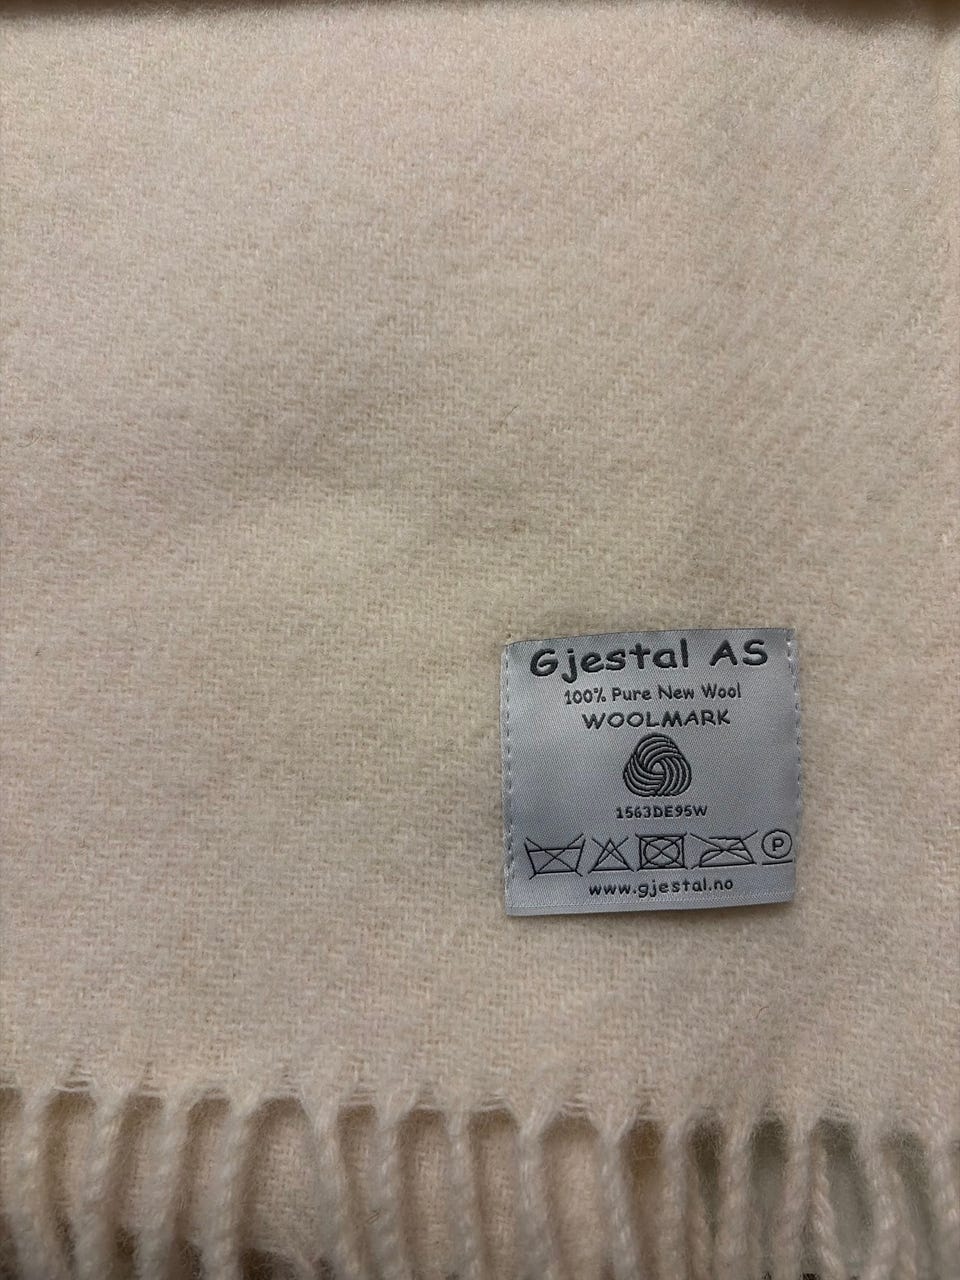 Gjestal AS
100% Pure New Wool
WOOLMARK
1563DE95W
P
www.gjestal.no